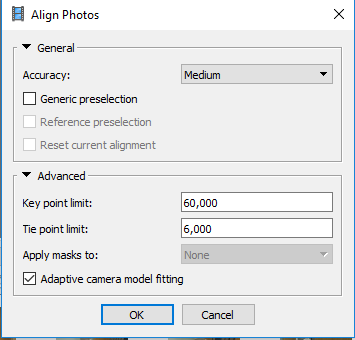 Align Photos
General
Accuracy: Medium
Generic preselection
Reference preselection
Reset current alignment
Advanced
Key point limit: 60,000
Tie point limit: 6,000
Apply masks to: None
Adaptive camera model fitting
OK Cancel